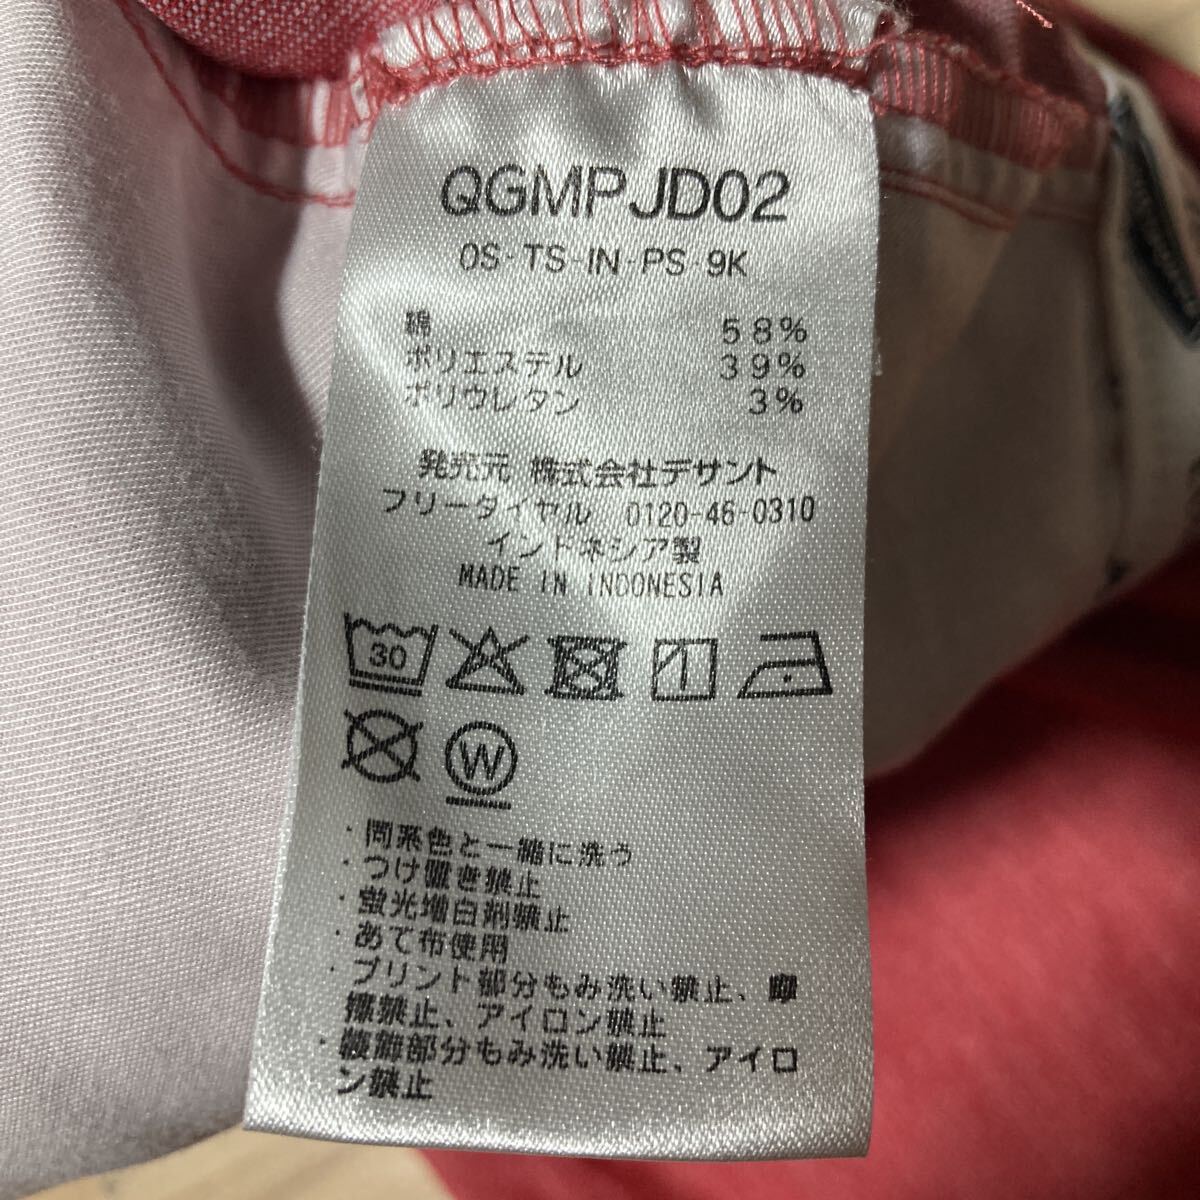 QGMPJD02
OS-TS-IN-PS-9K
綿 58%
ポリエステル 39%
ポリウレタン 3%
発売元 株式会社デサント
フリーダイヤル 0120-46-0310
インドネシア製
MADE IN INDONESIA
30
1
W
・同系色と一緒に洗う
・つけ置き禁止
・蛍光増白剤禁止
・あて布使用
・プリント部分もみ洗い禁止、摩
擦禁止、アイロン禁止
・装飾部分もみ洗い禁止、アイロ
ン禁止